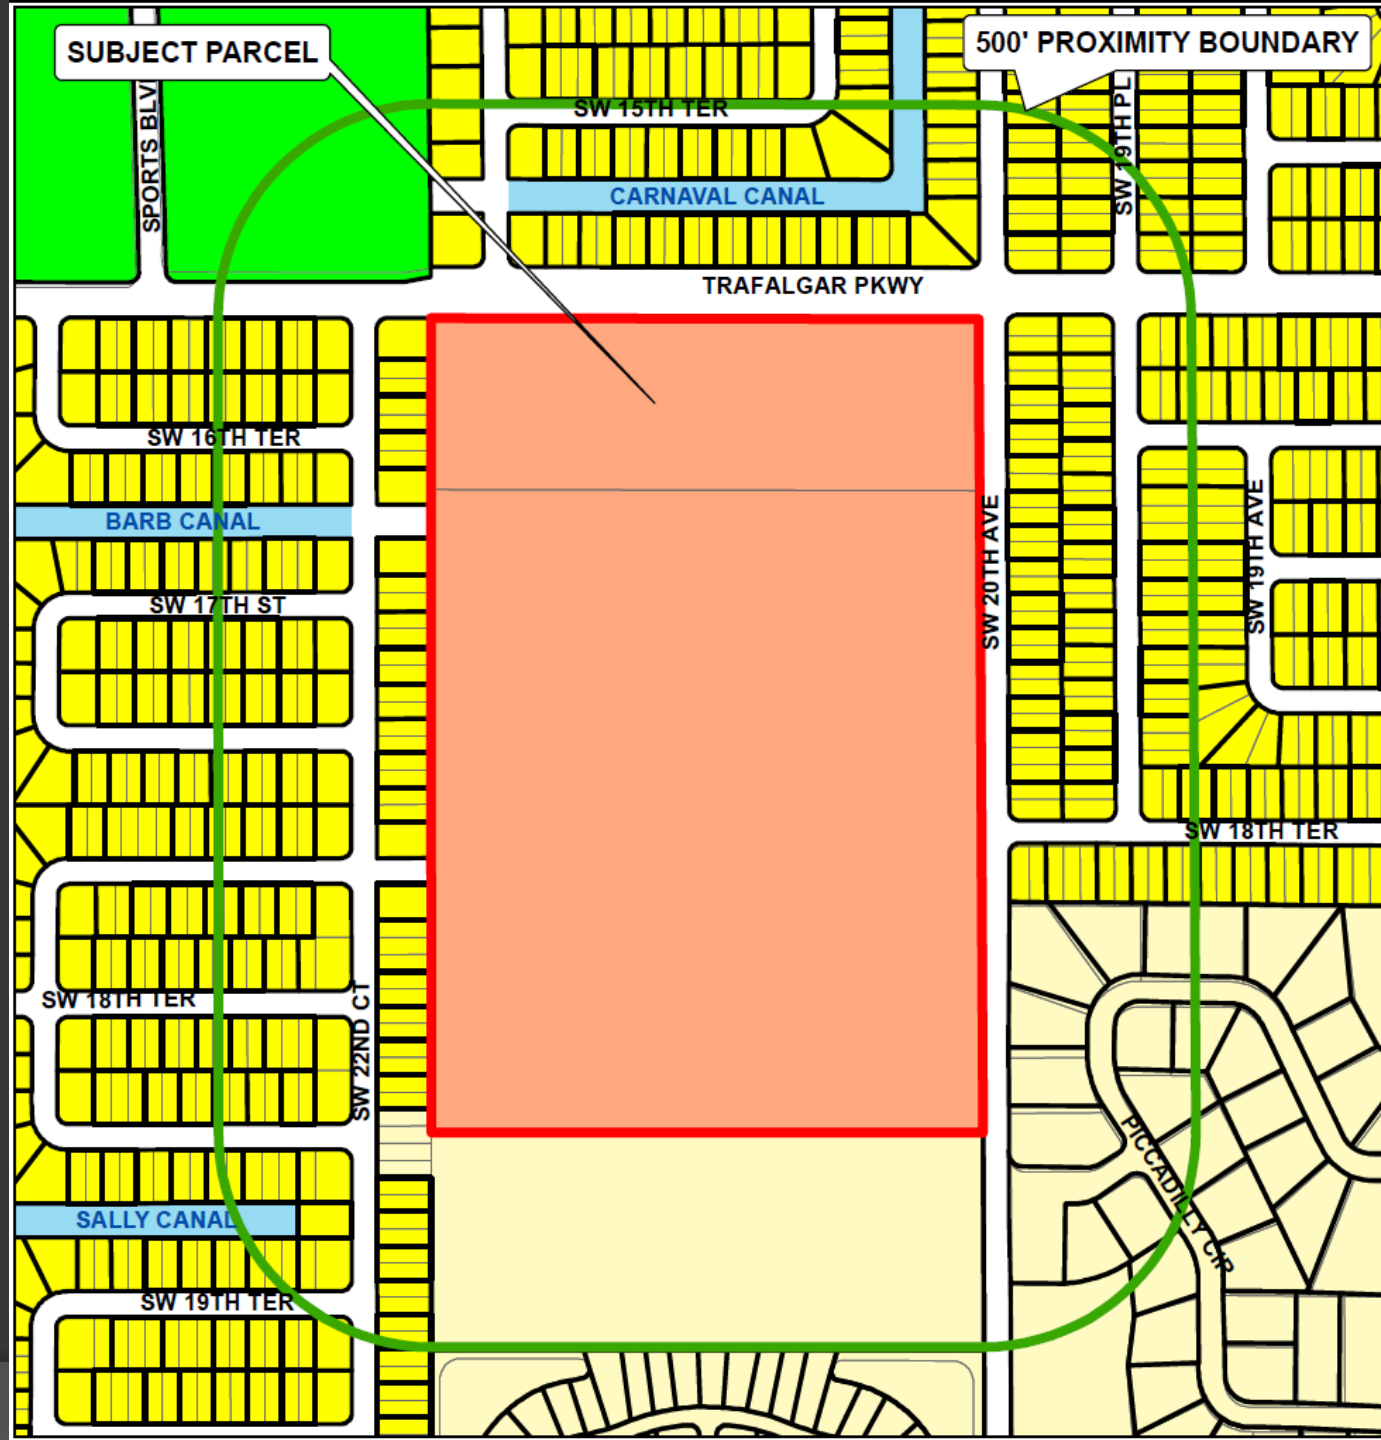 SUBJECT PARCEL
500' PROXIMITY BOUNDARY
SPORTS BLV
SW 15TH TER
SW 19TH PL
CARNAVAL CANAL
TRAFALGAR PKWY
SW 16TH TER
BARB CANAL
SW 20TH AVE
SW 19TH AVE
SW 17TH ST
SW 18TH TER
SW 18TH TER
SW 22ND CT
PICCADILLY CIR
SALLY CANAL
SW 19TH TER